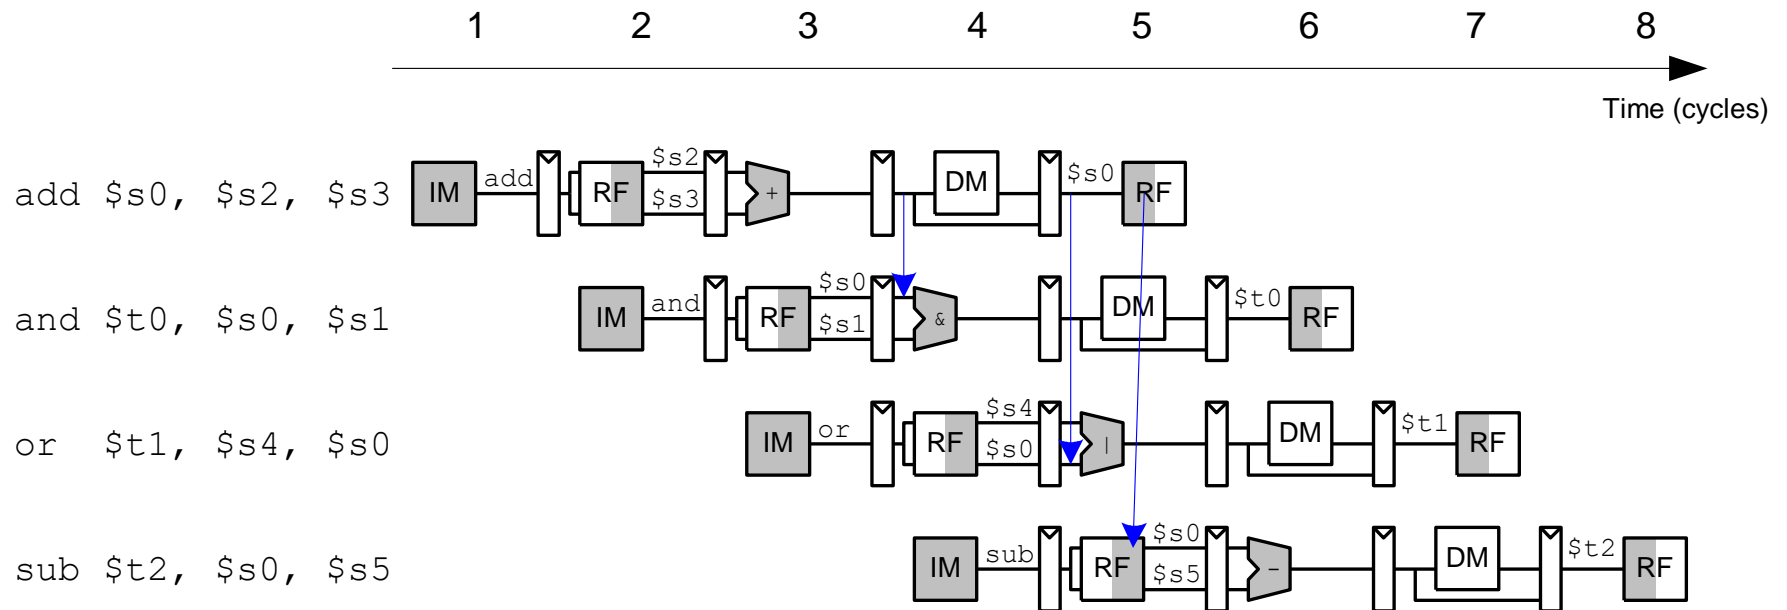 1 2 3 4 5 6 7 8
Time (cycles)
add $s0, $s2, $s3 IM add RF $s2 $s3 + DM $s0 RF
and $t0, $s0, $s1 IM and RF $s0 $s1 & DM $t0 RF
or $t1, $s4, $s0 IM or RF $s4 $s0 | DM $t1 RF
sub $t2, $s0, $s5 IM sub RF $s0 $s5 - DM $t2 RF